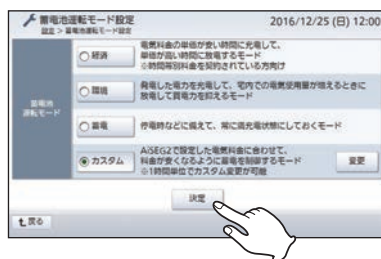 蓄電池運転モード設定
2016/12/25 (日) 12:00
設定 > 蓄電池運転モード設定
蓄電池
運転モード
経済
電気料金の単価が安い時間に充電して、
単価が高い時間に放電するモード
※時間帯別料金を契約されている方向け
環境
発電した電力を充電して、宅内での電気使用量が増えるときに
放電して買電力を抑えるモード
蓄電
停電時などに備えて、常に満充電状態にしておくモード
カスタム
AiSEG2で設定した電気料金に合わせて、
料金が安くなるように蓄電を制御するモード
※1時間単位でカスタム変更が可能
変更
決定
戻る